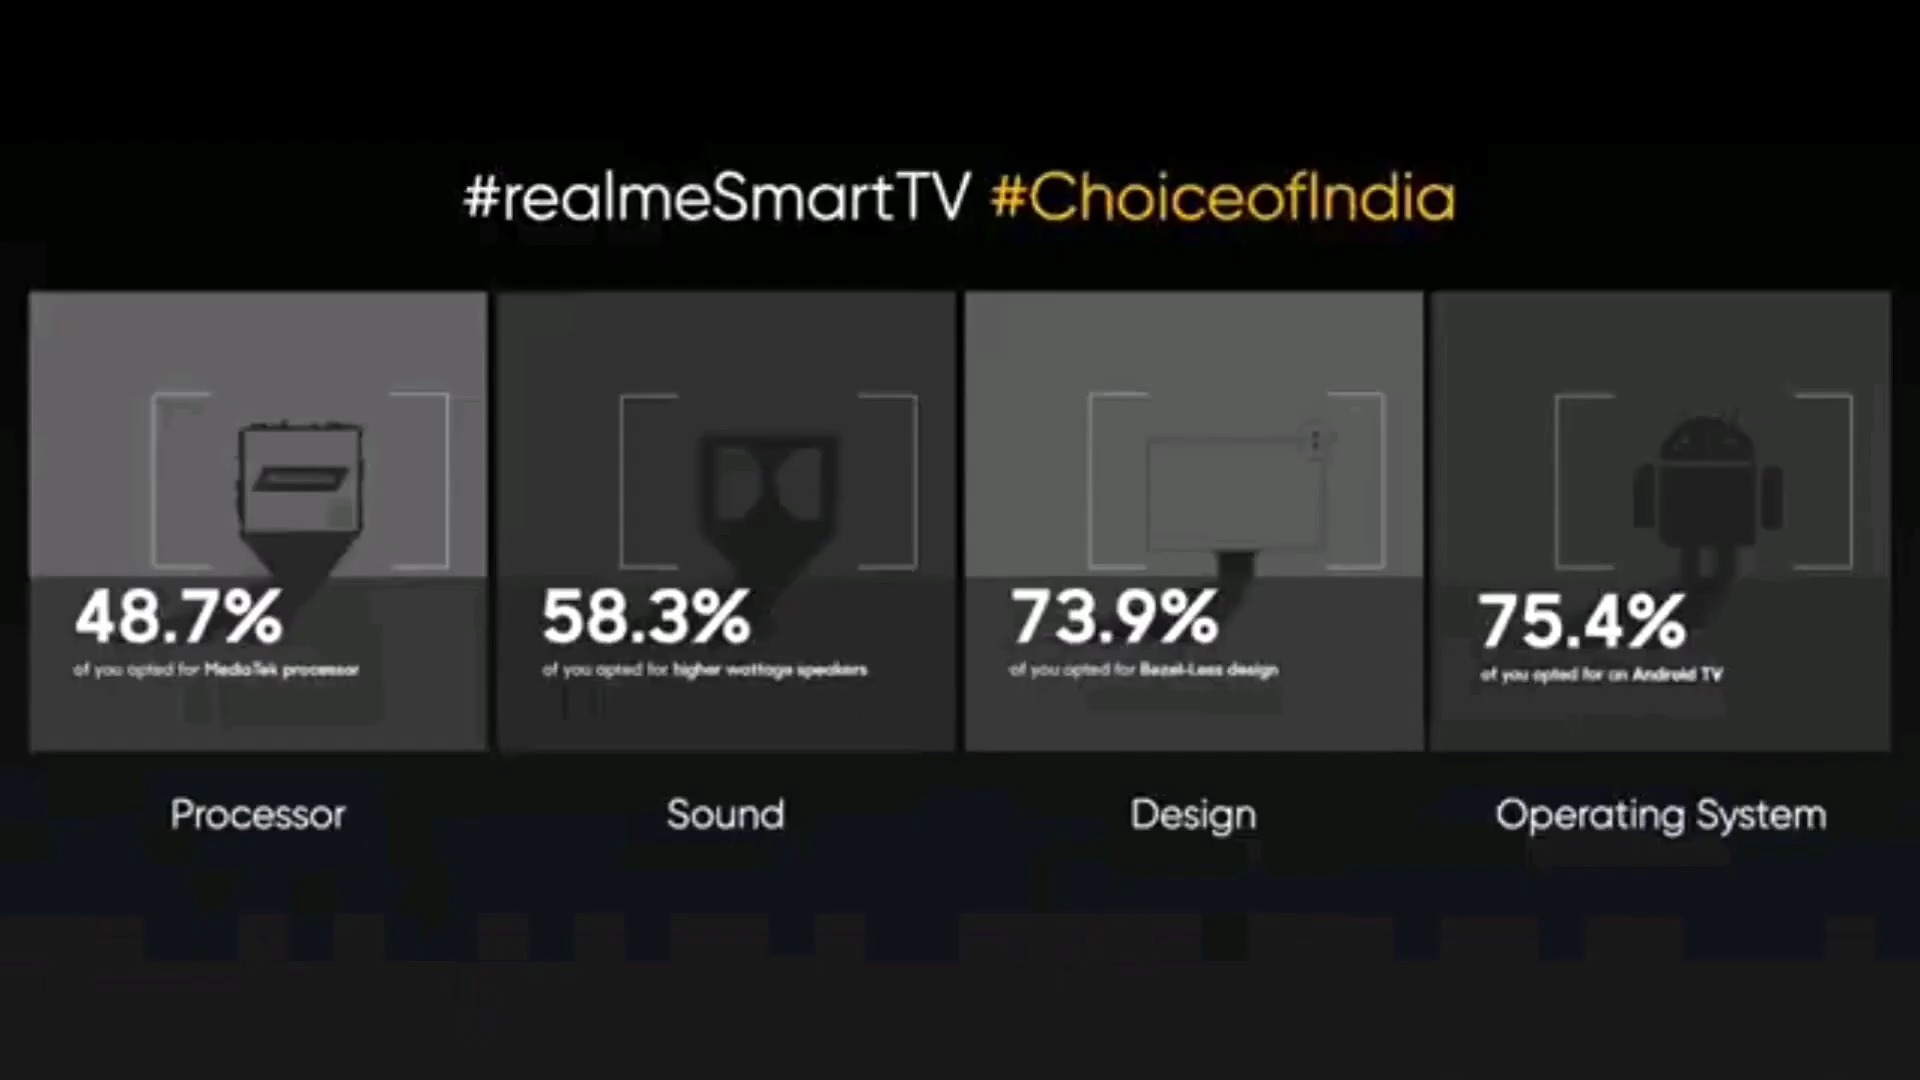 #realmeSmartTV #ChoiceofIndia
48.7%
of you opted for MediaTek processor
58.3%
of you opted for higher wattage speakers
73.9%
of you opted for Bezel-Less design
75.4%
of you opted for an Android TV
Processor
Sound
Design
Operating System